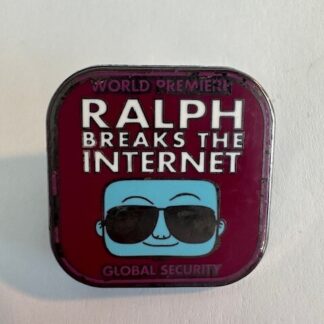 WORLD PREMIERE
RALPH
BREAKS THE
INTERNET
GLOBAL SECURITY